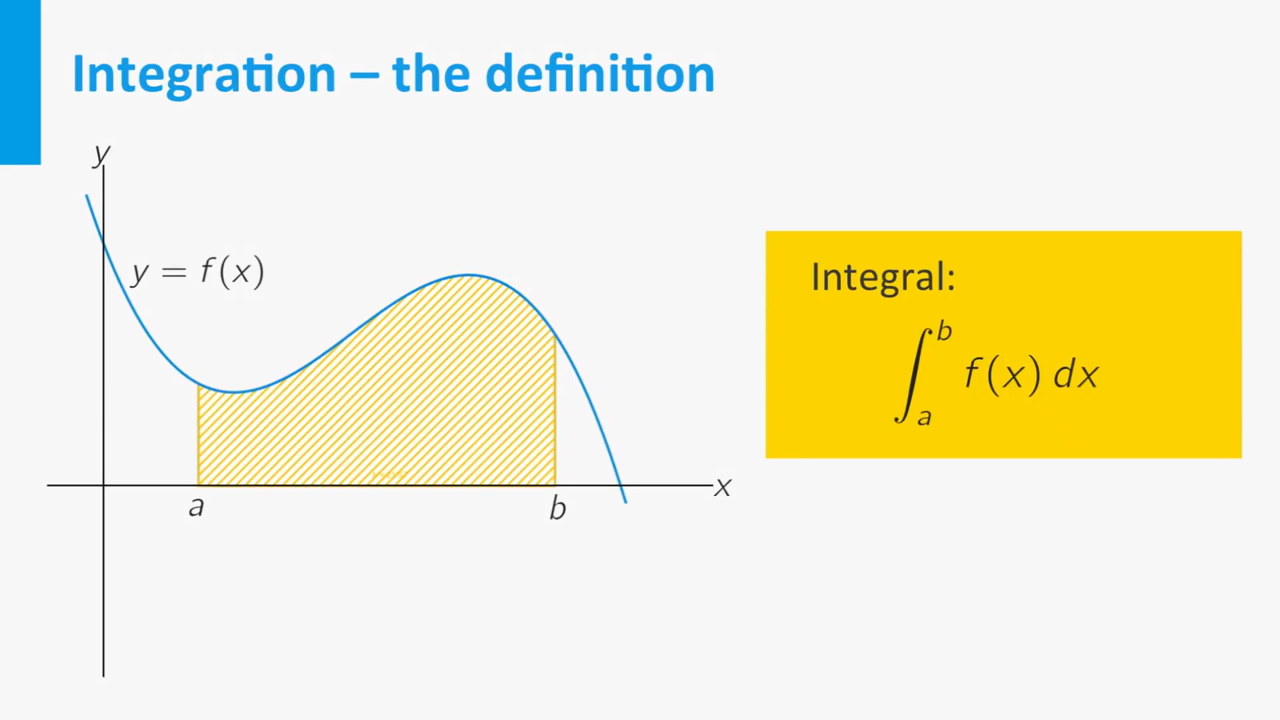 Integration – the definition
y
y = f(x)
Integral:
∫_a^b f(x) dx
x
a
b